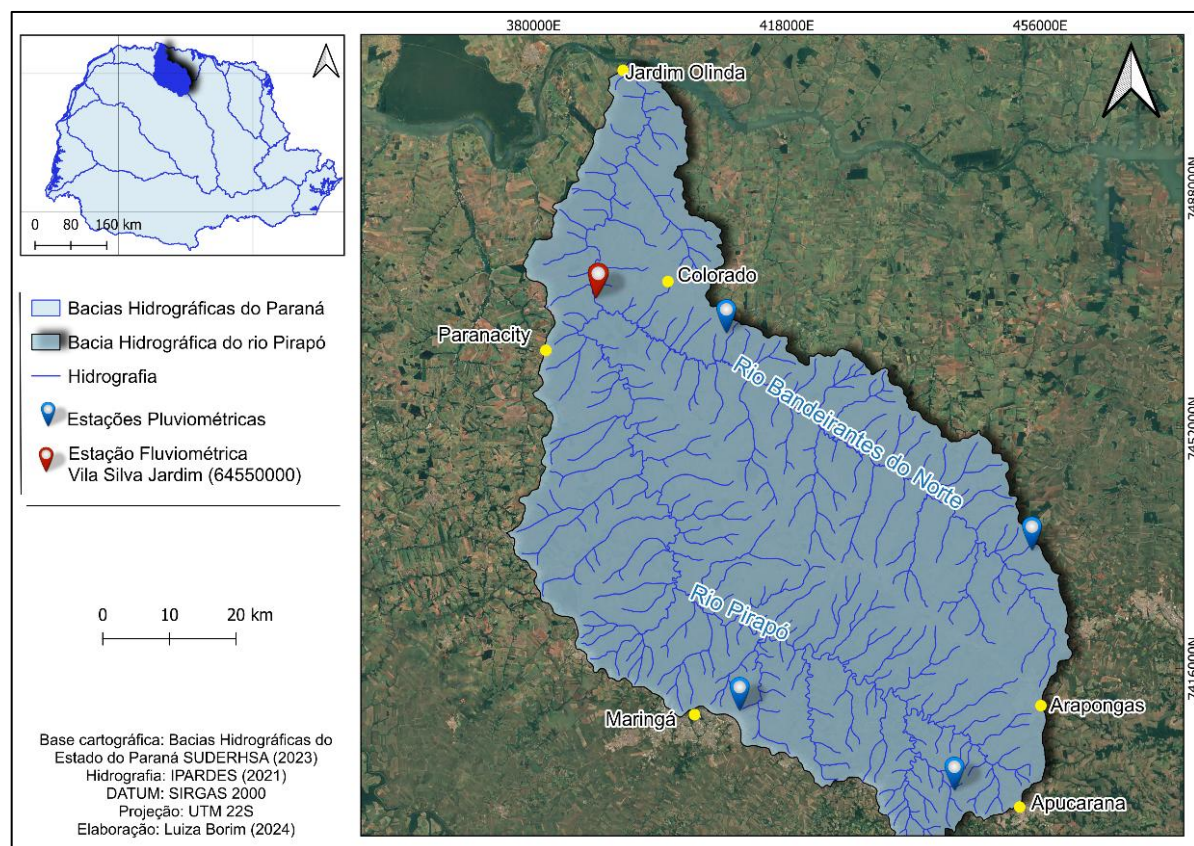 380000E
418000E
456000E
0 80 160 km
Bacias Hidrográficas do Paraná
Bacia Hidrográfica do rio Pirapó
Hidrografia
Estações Pluviométricas
Estação Fluviométrica
Vila Silva Jardim (64550000)
0 10 20 km
Base cartográfica: Bacias Hidrográficas do
Estado do Paraná SUDERHSA (2023)
Hidrografia: IPARDES (2021)
DATUM: SIRGAS 2000
Projeção: UTM 22S
Elaboração: Luiza Borim (2024)
Jardim Olinda
Colorado
Paranacity
Rio Bandeirantes do Norte
Rio Pirapó
Maringá
Arapongas
Apucarana
7488000N
7452000N
7416000N